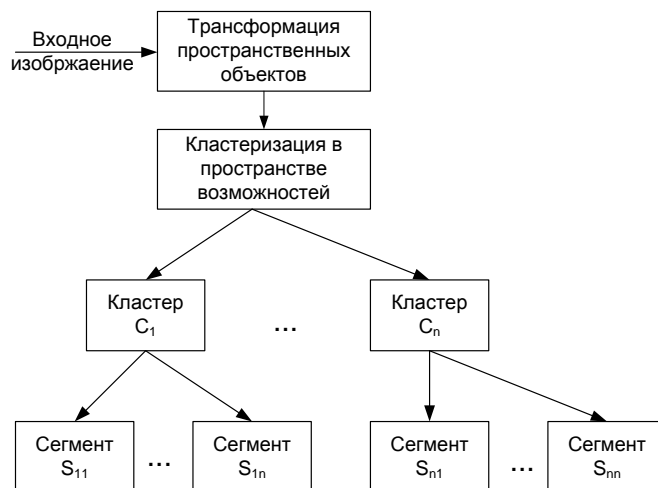 Трансформация
пространственных
объектов
Входное
изобржаение
Кластеризация в
пространстве
возможностей
Кластер
C₁
...
Кластер
Cₙ
Сегмент
S₁₁
...
Сегмент
S₁ₙ
Сегмент
Sₙ₁
...
Сегмент
Sₙₙ